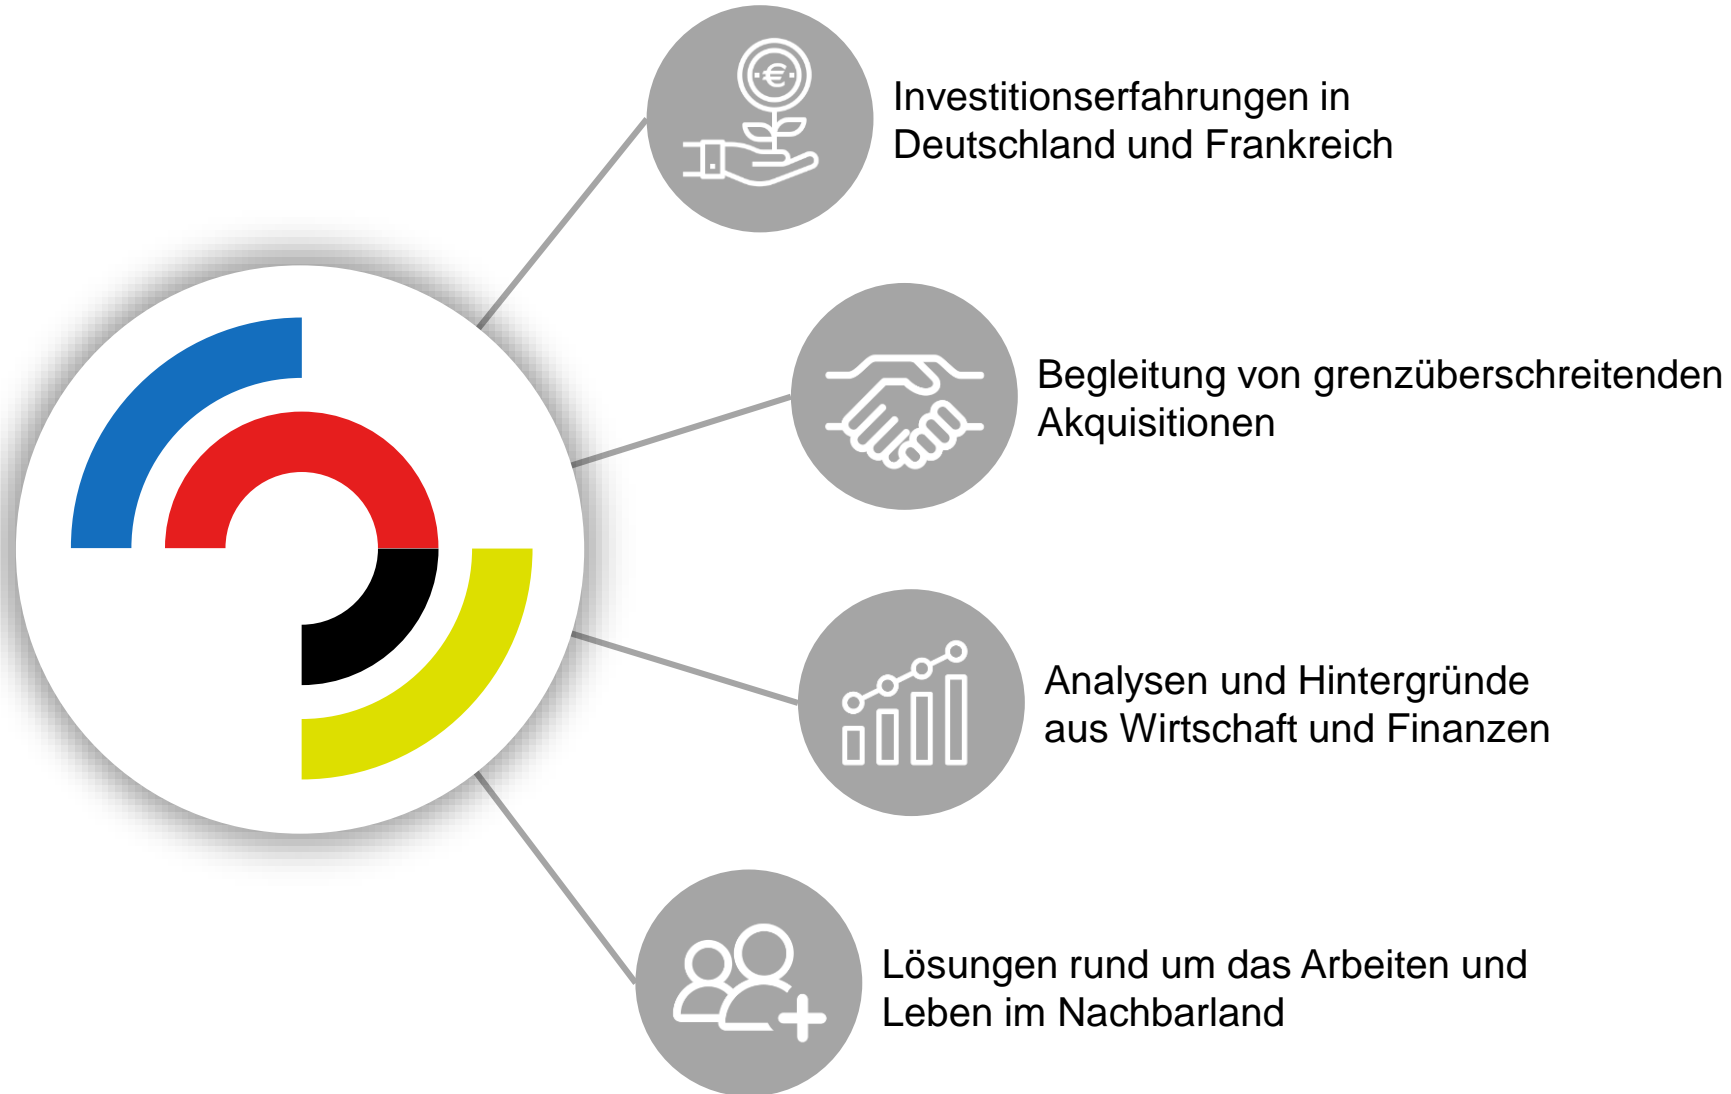 €
Investitionserfahrungen in
Deutschland und Frankreich
Begleitung von grenzüberschreitenden
Akquisitionen
Analysen und Hintergründe
aus Wirtschaft und Finanzen
Lösungen rund um das Arbeiten und
Leben im Nachbarland